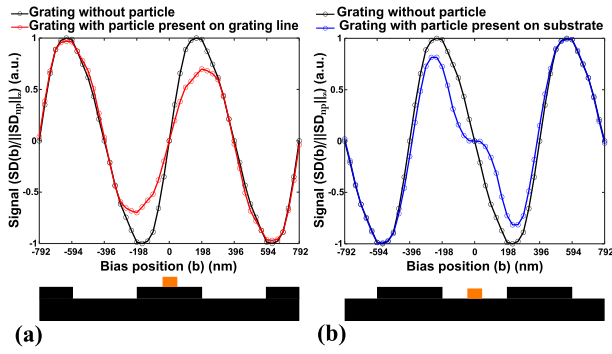 Grating without particle
Grating with particle present on grating line
Signal (SD(b)/||SDnp||∞) (a.u.)
1
0.5
0
-0.5
-1
-792 -594 -396 -198 0 198 396 594 792
Bias position (b) (nm)
(a)
Grating without particle
Grating with particle present on substrate
Signal (SD(b)/||SDnp||∞) (a.u.)
1
0.5
0
-0.5
-1
-792 -594 -396 -198 0 198 396 594 792
Bias position (b) (nm)
(b)